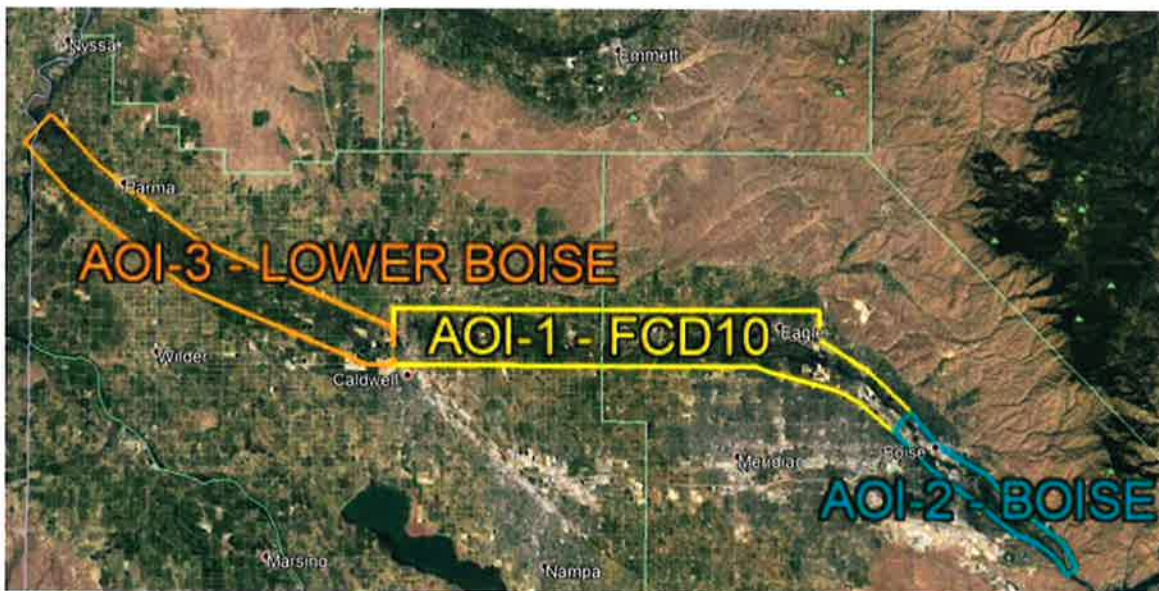 Nyssa
Emmett
Parma
AOI-3 - LOWER BOISE
AOI-1 - FCD10
Eagle
Wilder
Caldwell
Meridian
Boise
AOI-2 - BOISE
Marsing
Nampa